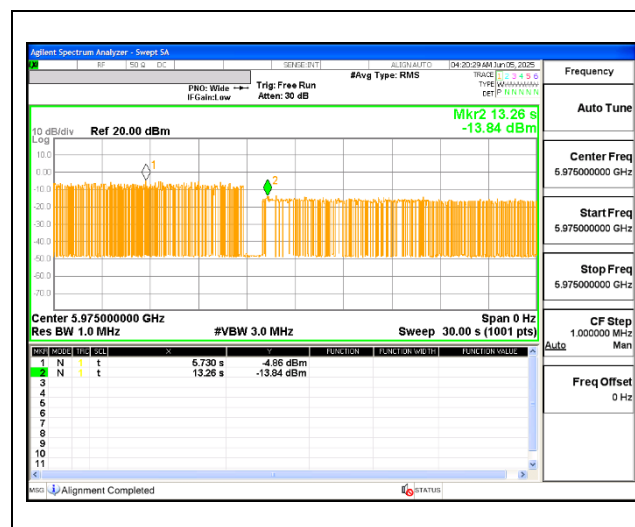 Agilent Spectrum Analyzer - Swept SA
RF 50 Ω DC SENSE:INT ALIGN AUTO 04:20:29 AM Jun 05, 2025
#Avg Type: RMS TRACE 1 2 3 4 5 6
PNO: Wide Trig: Free Run TYPE
IFGain:Low Atten: 30 dB DET P N N N N N
Mkr2 13.26 s
-13.84 dBm
10 dB/div Ref 20.00 dBm
Log
10.0
0.00
-10.0
-20.0
-30.0
-40.0
-50.0
-60.0
-70.0
1
2
Center 5.975000000 GHz Span 0 Hz
Res BW 1.0 MHz #VBW 3.0 MHz Sweep 30.00 s (1001 pts)
MKR MODE TRC SCL X Y FUNCTION FUNCTION WIDTH FUNCTION VALUE
1 N 1 t 5.730 s -4.86 dBm
2 N 1 t 13.26 s -13.84 dBm
3
4
5
6
7
8
9
10
11
MSG Alignment Completed STATUS
Frequency
Auto Tune
Center Freq
5.975000000 GHz
Start Freq
5.975000000 GHz
Stop Freq
5.975000000 GHz
CF Step
1.000000 MHz
Auto Man
Freq Offset
0 Hz